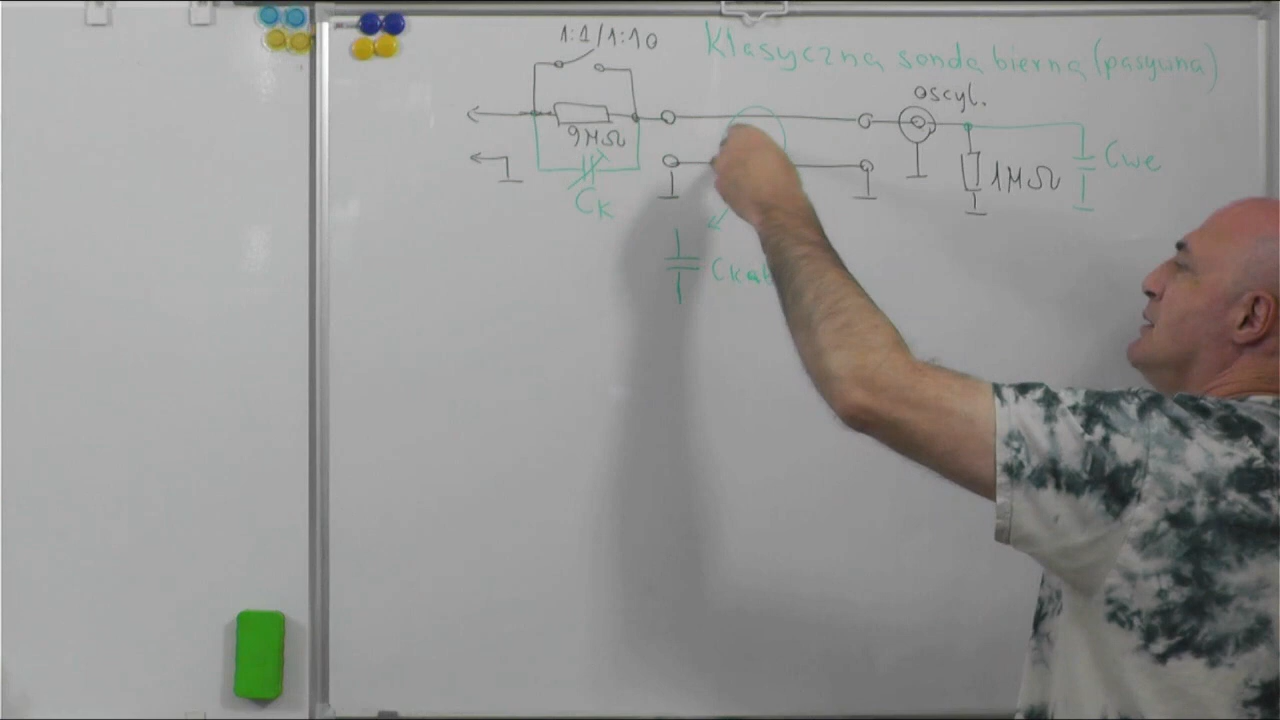 1:1/1:10
Klasyczna sonda bierna (pasywna)
oscyl.
9MΩ
Cwe
1MΩ
CK